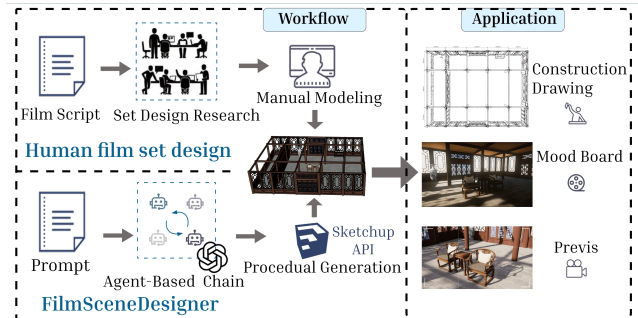 Workflow
Application
Film Script
Set Design Research
Manual Modeling
Human film set design
Construction
Drawing
Mood Board
Prompt
Agent-Based Chain
Sketchup
API
Procedual Generation
Previs
FilmSceneDesigner